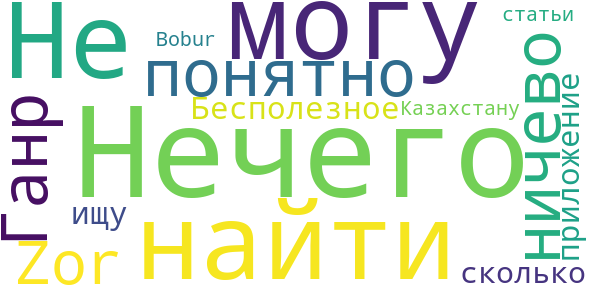 Не
могу
статьи
Bobur
понятно
Бесполезное
Казахстану
Нечего
Ганр
ничево
приложение
ищу
найти
Zor
сколько